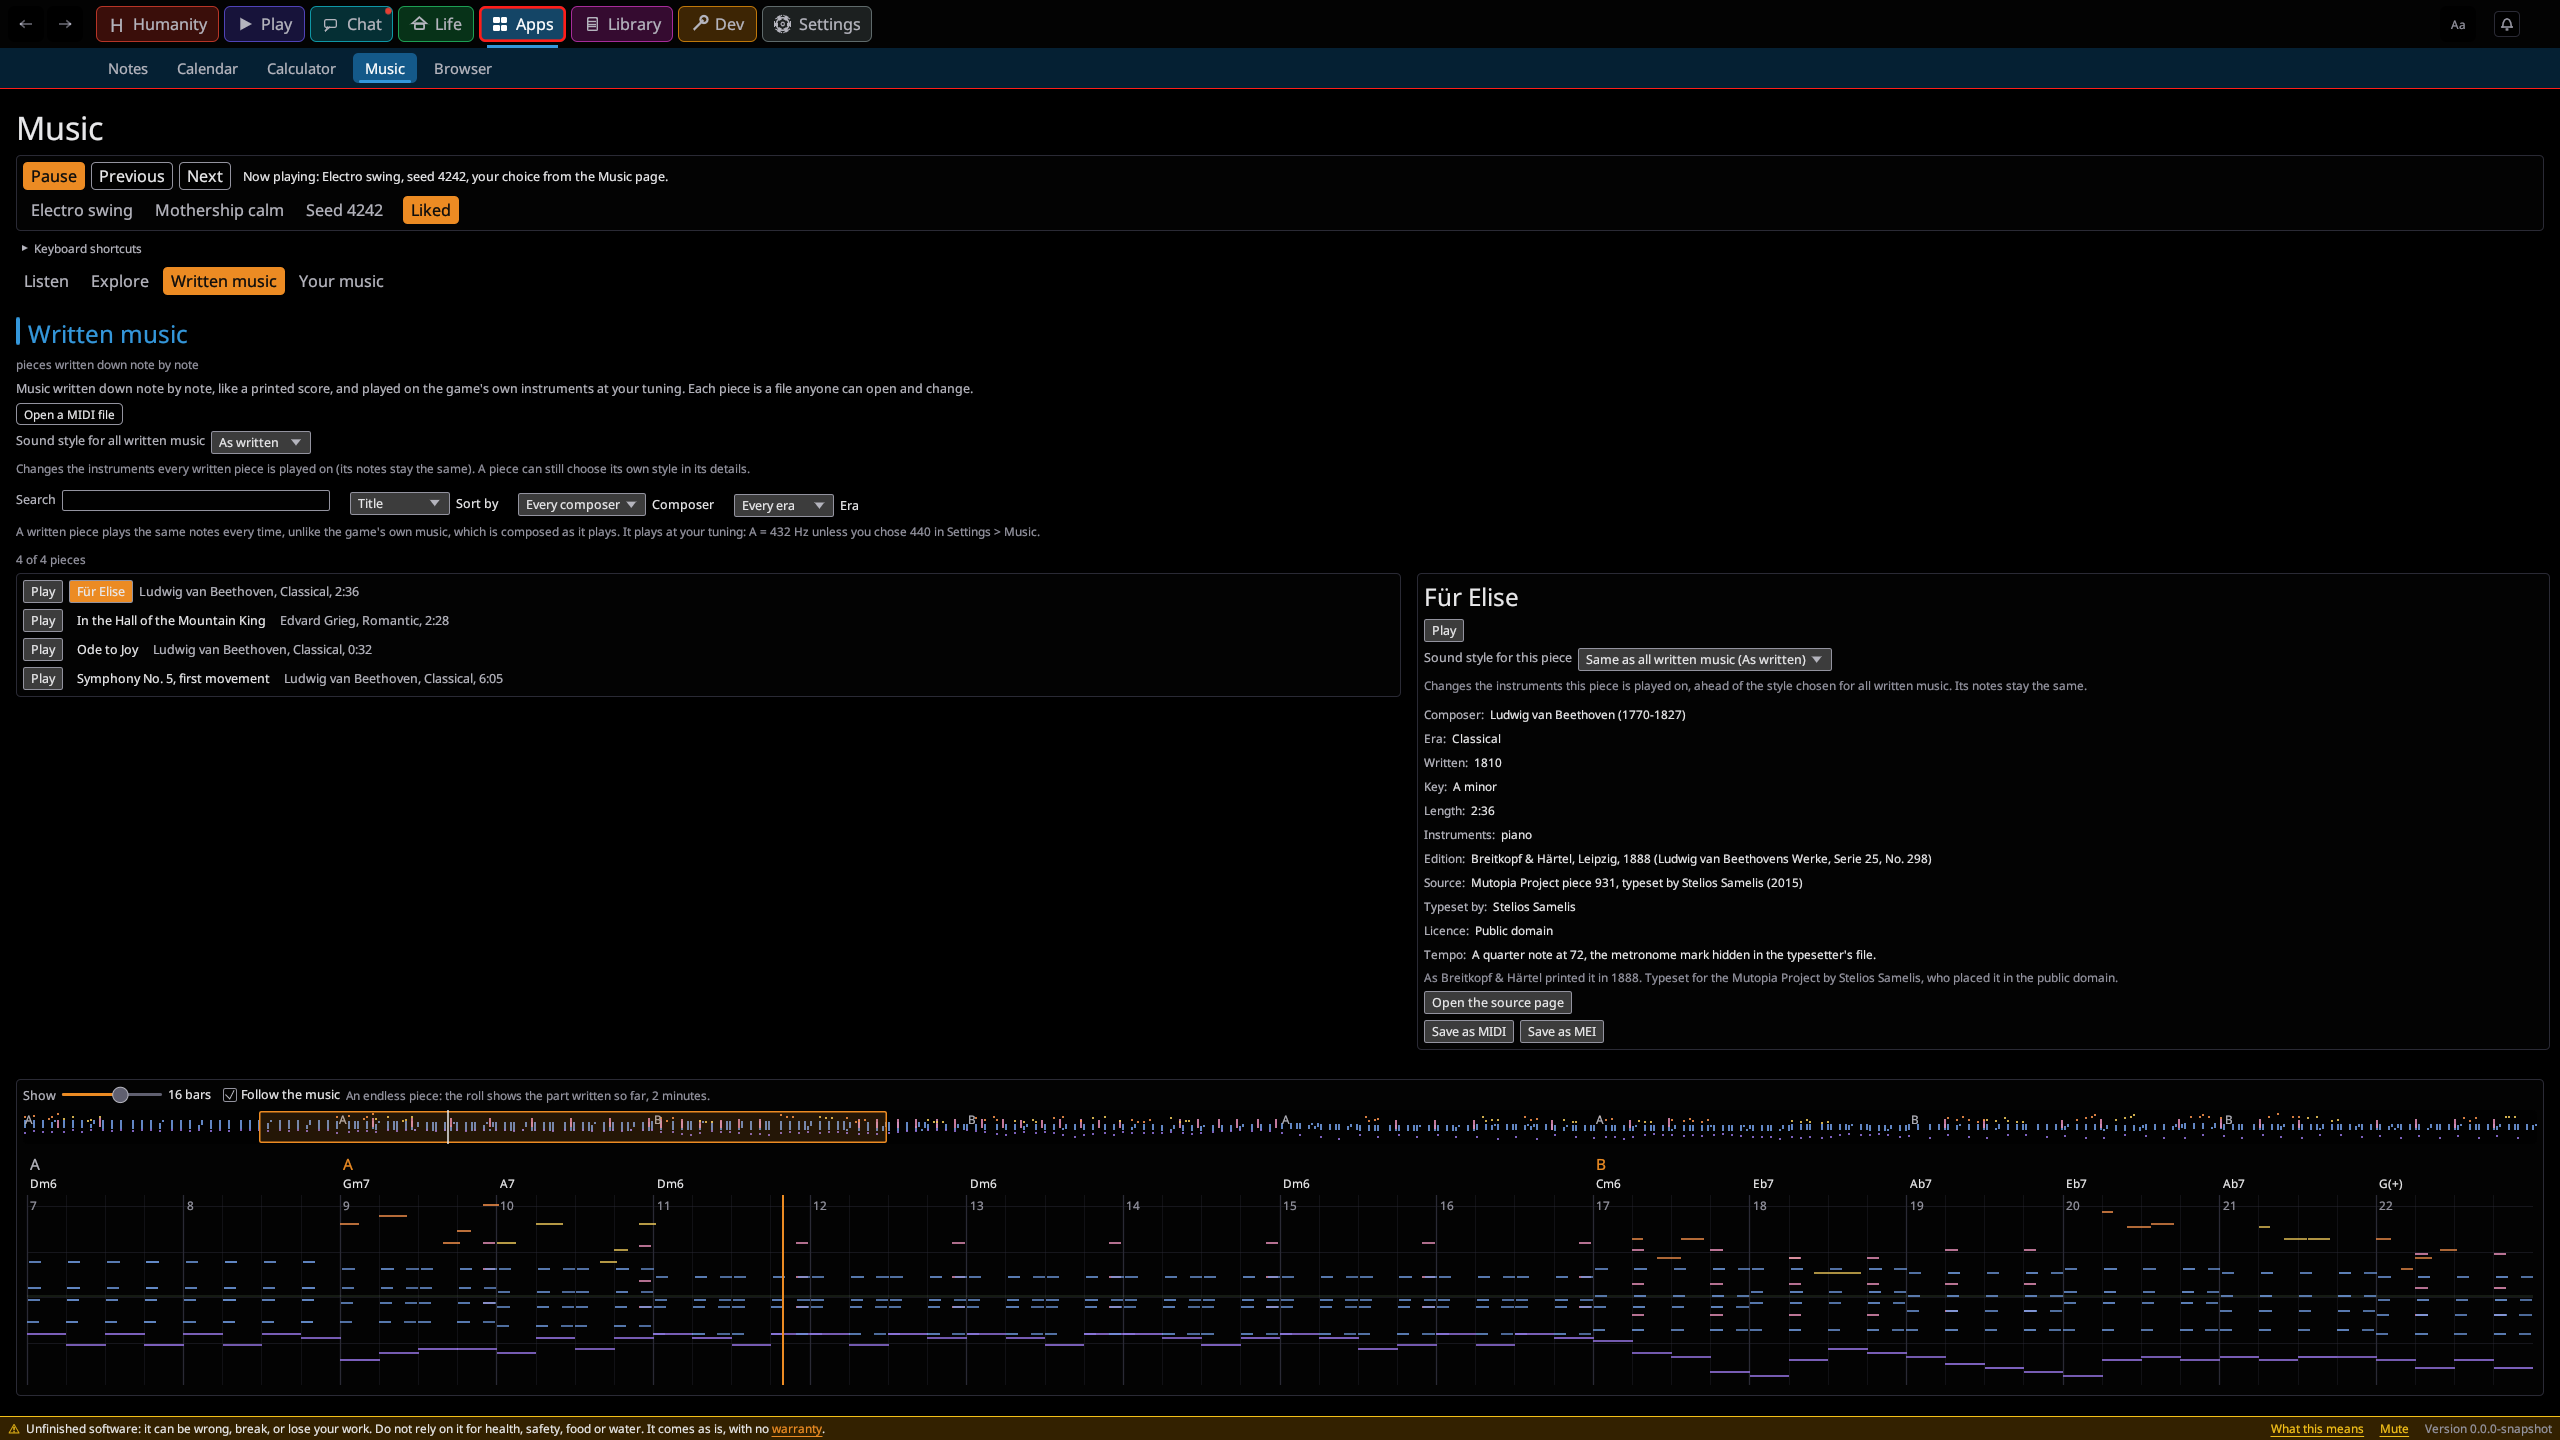 Humanity Play Chat Life Apps Library Dev Settings Aa
Notes Calendar Calculator Music Browser
Music
Pause Previous Next Now playing: Electro swing, seed 4242, your choice from the Music page.
Electro swing Mothership calm Seed 4242 Liked
Keyboard shortcuts
Listen Explore Written music Your music
Written music
pieces written down note by note
Music written down note by note, like a printed score, and played on the game's own instruments at your tuning. Each piece is a file anyone can open and change.
Open a MIDI file
Sound style for all written music As written
Changes the instruments every written piece is played on (its notes stay the same). A piece can still choose its own style in its details.
Search Title Sort by Every composer Composer Every era Era
A written piece plays the same notes every time, unlike the game's own music, which is composed as it plays. It plays at your tuning: A = 432 Hz unless you chose 440 in Settings > Music.
4 of 4 pieces
Play Für Elise Ludwig van Beethoven, Classical, 2:36
Play In the Hall of the Mountain King Edvard Grieg, Romantic, 2:28
Play Ode to Joy Ludwig van Beethoven, Classical, 0:32
Play Symphony No. 5, first movement Ludwig van Beethoven, Classical, 6:05
Für Elise
Play
Sound style for this piece Same as all written music (As written)
Changes the instruments this piece is played on, ahead of the style chosen for all written music. Its notes stay the same.
Composer: Ludwig van Beethoven (1770-1827)
Era: Classical
Written: 1810
Key: A minor
Length: 2:36
Instruments: piano
Edition: Breitkopf & Härtel, Leipzig, 1888 (Ludwig van Beethovens Werke, Serie 25, No. 298)
Source: Mutopia Project piece 931, typeset by Stelios Samelis (2015)
Typeset by: Stelios Samelis
Licence: Public domain
Tempo: A quarter note at 72, the metronome mark hidden in the typesetter's file.
As Breitkopf & Härtel printed it in 1888. Typeset for the Mutopia Project by Stelios Samelis, who placed it in the public domain.
Open the source page
Save as MIDI Save as MEI
Show 16 bars Follow the music An endless piece: the roll shows the part written so far, 2 minutes.
A A B B A A B B
A A B
Dm6 Gm7 A7 Dm6 Dm6 Dm6 Cm6 Eb7 Ab7 Eb7 Ab7 G(+)
7 8 9 10 11 12 13 14 15 16 17 18 19 20 21 22
Unfinished software: it can be wrong, break, or lose your work. Do not rely on it for health, safety, food or water. It comes as is, with no warranty. What this means Mute Version 0.0.0-snapshot